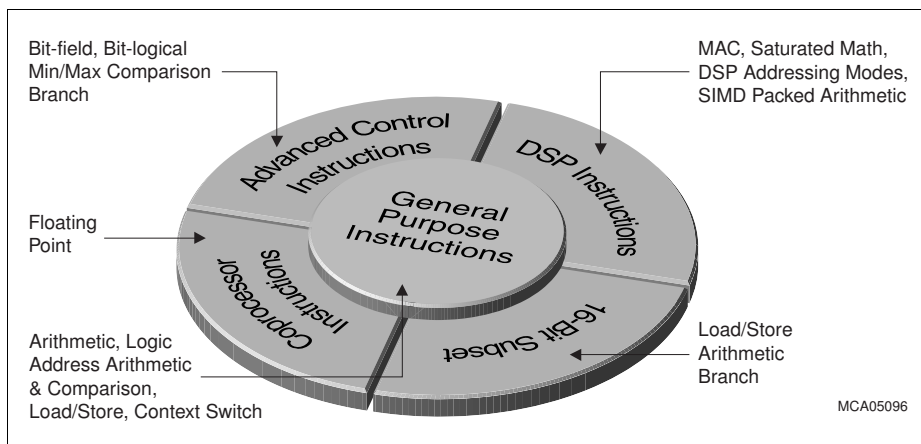 Bit-field, Bit-logical
Min/Max Comparison
Branch
MAC, Saturated Math,
DSP Addressing Modes,
SIMD Packed Arithmetic
Advanced Control
Instructions
DSP Instructions
General
Purpose
Instructions
Floating
Point
Coprocessor
Instructions
16-Bit Subset
Arithmetic, Logic
Address Arithmetic
& Comparison,
Load/Store, Context Switch
Load/Store
Arithmetic
Branch
MCA05096